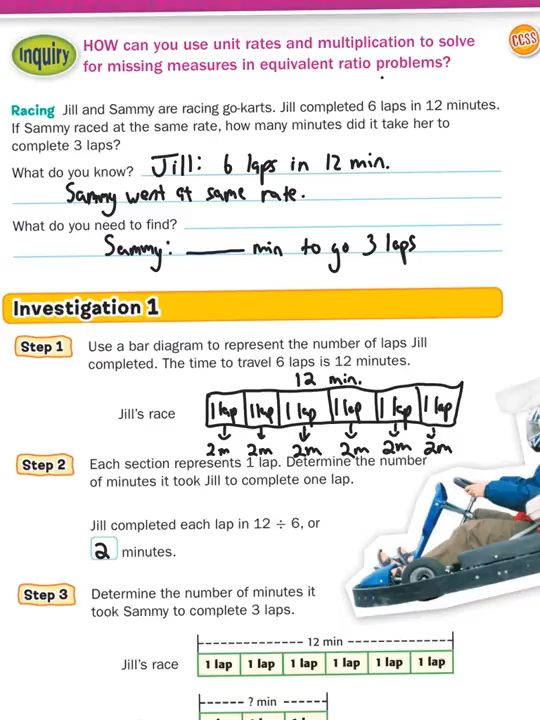 Inquiry
HOW can you use unit rates and multiplication to solve
for missing measures in equivalent ratio problems?
CCSS
Racing Jill and Sammy are racing go-karts. Jill completed 6 laps in 12 minutes.
If Sammy raced at the same rate, how many minutes did it take her to
complete 3 laps?
What do you know? Jill: 6 laps in 12 min.
Sammy went at same rate.
What do you need to find?
Sammy: ____ min to go 3 laps
Investigation 1
Step 1 Use a bar diagram to represent the number of laps Jill
completed. The time to travel 6 laps is 12 minutes.
12 min.
Jill's race 1 lap 1 lap 1 lap 1 lap 1 lap 1 lap
2m 2m 2m 2m 2m 2m
Step 2 Each section represents 1 lap. Determine the number
of minutes it took Jill to complete one lap.
Jill completed each lap in 12 ÷ 6, or
2 minutes.
Step 3 Determine the number of minutes it
took Sammy to complete 3 laps.
12 min
Jill's race 1 lap 1 lap 1 lap 1 lap 1 lap 1 lap
? min